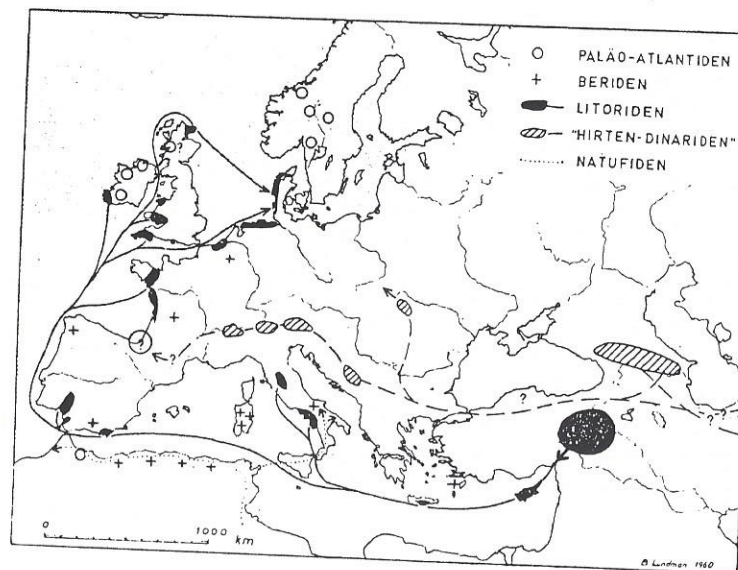 PALÄO-ATLANTIDEN
BERIDEN
LITORIDEN
"HIRTEN-DINARIDEN"
NATUFIDEN
?
?
?
?
?
?
?
0 1000
km
B Lundman 1960